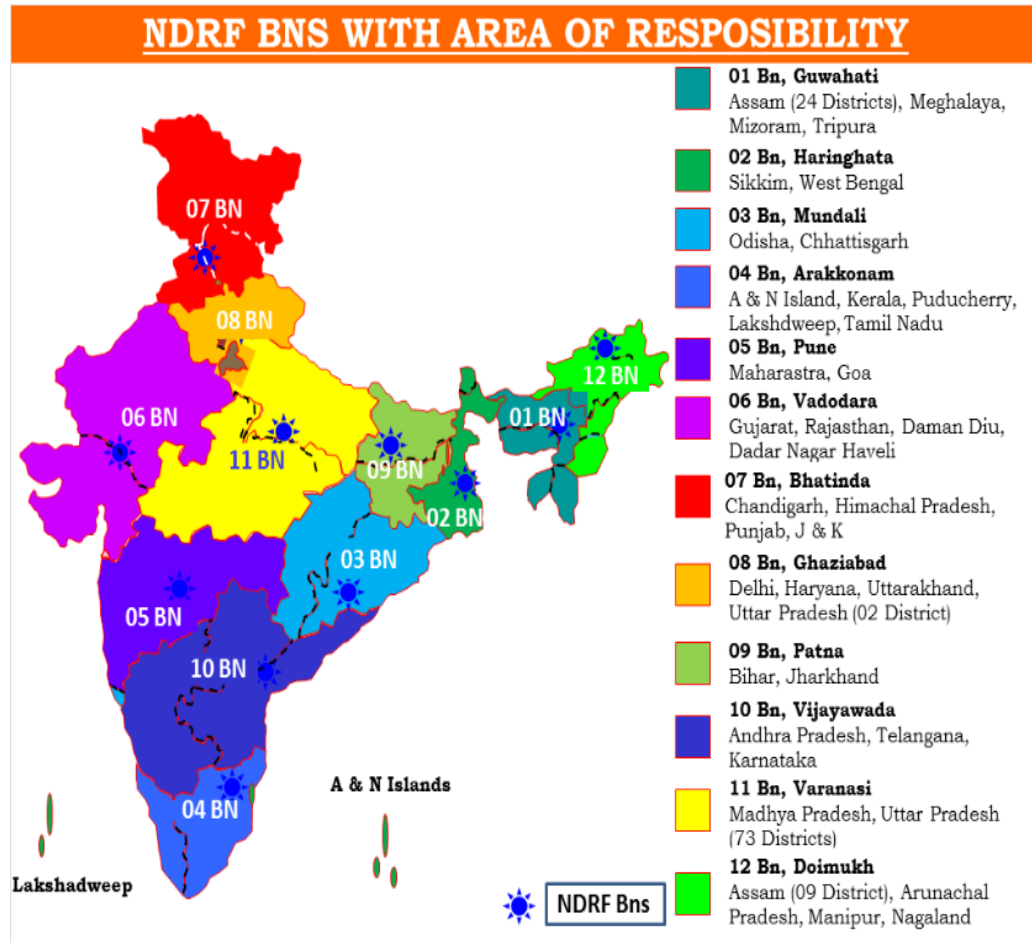 NDRF BNS WITH AREA OF RESPOSIBILITY
07 BN
08 BN
06 BN
11 BN
09 BN
02 BN
01 BN
12 BN
03 BN
05 BN
10 BN
04 BN
A & N Islands
Lakshadweep
NDRF Bns
01 Bn, Guwahati
Assam (24 Districts), Meghalaya,
Mizoram, Tripura
02 Bn, Haringhata
Sikkim, West Bengal
03 Bn, Mundali
Odisha, Chhattisgarh
04 Bn, Arakkonam
A & N Island, Kerala, Puducherry,
Lakshdweep, Tamil Nadu
05 Bn, Pune
Maharastra, Goa
06 Bn, Vadodara
Gujarat, Rajasthan, Daman Diu,
Dadar Nagar Haveli
07 Bn, Bhatinda
Chandigarh, Himachal Pradesh,
Punjab, J & K
08 Bn, Ghaziabad
Delhi, Haryana, Uttarakhand,
Uttar Pradesh (02 District)
09 Bn, Patna
Bihar, Jharkhand
10 Bn, Vijayawada
Andhra Pradesh, Telangana,
Karnataka
11 Bn, Varanasi
Madhya Pradesh, Uttar Pradesh
(73 Districts)
12 Bn, Doimukh
Assam (09 District), Arunachal
Pradesh, Manipur, Nagaland